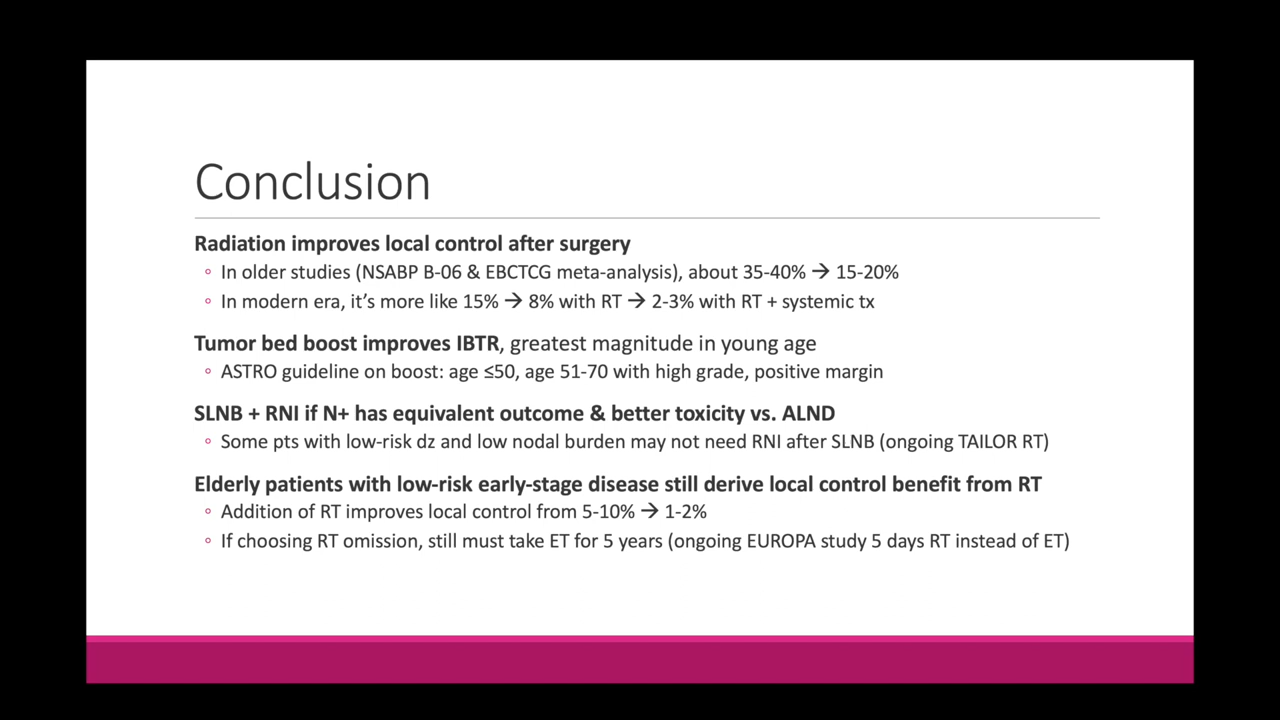 Conclusion
Radiation improves local control after surgery
◦ In older studies (NSABP B-06 & EBCTCG meta-analysis), about 35-40% → 15-20%
◦ In modern era, it's more like 15% → 8% with RT → 2-3% with RT + systemic tx
Tumor bed boost improves IBTR, greatest magnitude in young age
◦ ASTRO guideline on boost: age ≤50, age 51-70 with high grade, positive margin
SLNB + RNI if N+ has equivalent outcome & better toxicity vs. ALND
◦ Some pts with low-risk dz and low nodal burden may not need RNI after SLNB (ongoing TAILOR RT)
Elderly patients with low-risk early-stage disease still derive local control benefit from RT
◦ Addition of RT improves local control from 5-10% → 1-2%
◦ If choosing RT omission, still must take ET for 5 years (ongoing EUROPA study 5 days RT instead of ET)